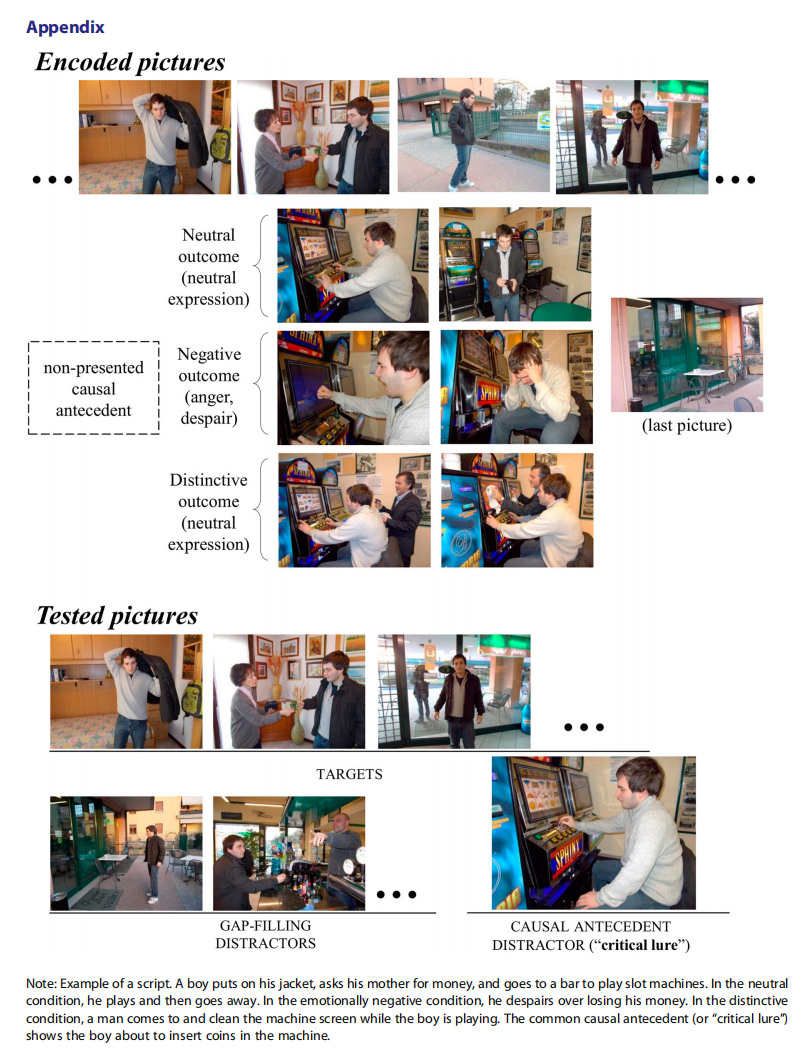 Appendix
Encoded pictures
Neutral
outcome
(neutral
expression)
non-presented
causal
antecedent
Negative
outcome
(anger,
despair)
SPHINX
SPHINX
(last picture)
Distinctive
outcome
(neutral
expression)
Tested pictures
TARGETS
SPHINX
GAP-FILLING
DISTRACTORS
CAUSAL ANTECEDENT
DISTRACTOR (“critical lure”)
Note: Example of a script. A boy puts on his jacket, asks his mother for money, and goes to a bar to play slot machines. In the neutral
condition, he plays and then goes away. In the emotionally negative condition, he despairs over losing his money. In the distinctive
condition, a man comes to and clean the machine screen while the boy is playing. The common causal antecedent (or “critical lure”)
shows the boy about to insert coins in the machine.